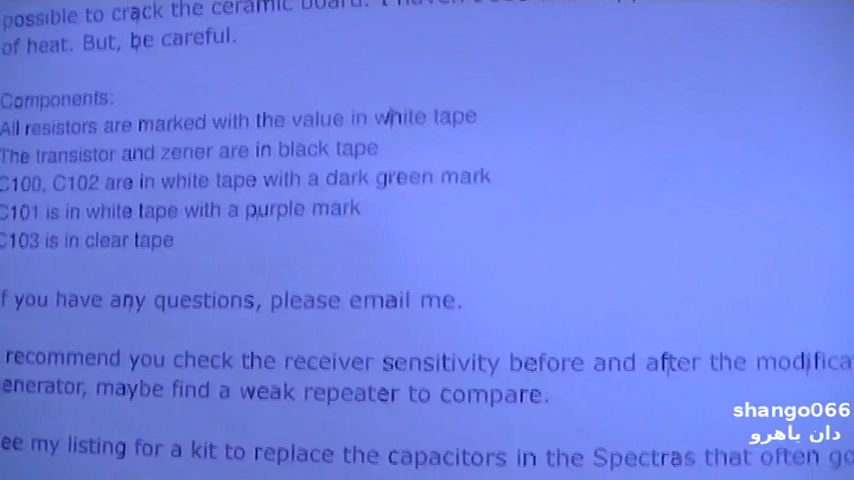 possible to crack the ceramic board. I haven't
of heat. But, be careful.
Components:
All resistors are marked with the value in white tape
The transistor and zener are in black tape
C100, C102 are in white tape with a dark green mark
C101 is in white tape with a purple mark
C103 is in clear tape
f you have any questions, please email me.
recommend you check the receiver sensitivity before and after the modifica
enerator, maybe find a weak repeater to compare.
ee my listing for a kit to replace the capacitors in the Spectras that often go
shango066
دان باهرو